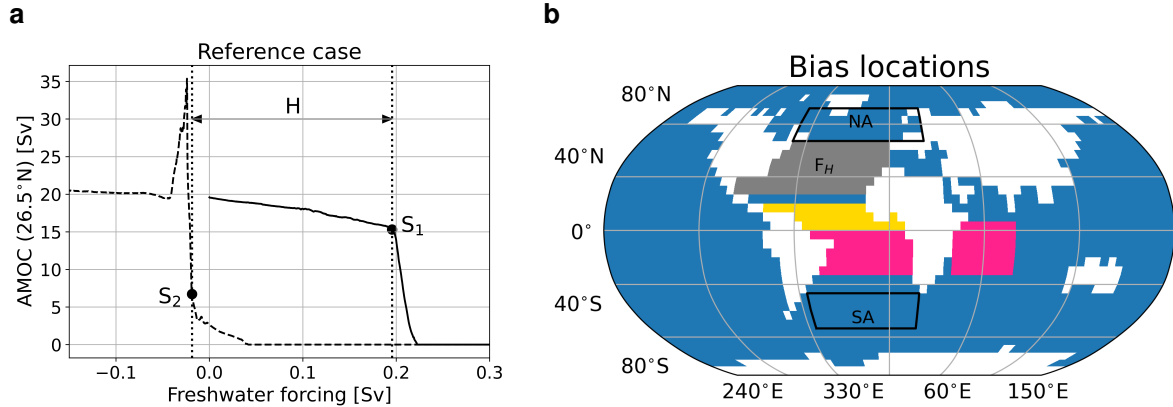 a
Reference case
AMOC (26.5°N) [Sv]
35
30
25
20
15
10
5
0
H
S1
S2
−0.1
0.0
0.1
0.2
0.3
Freshwater forcing [Sv]
b
Bias locations
80°N
40°N
0°
40°S
80°S
NA
FH
SA
240°E
330°E
60°E
150°E